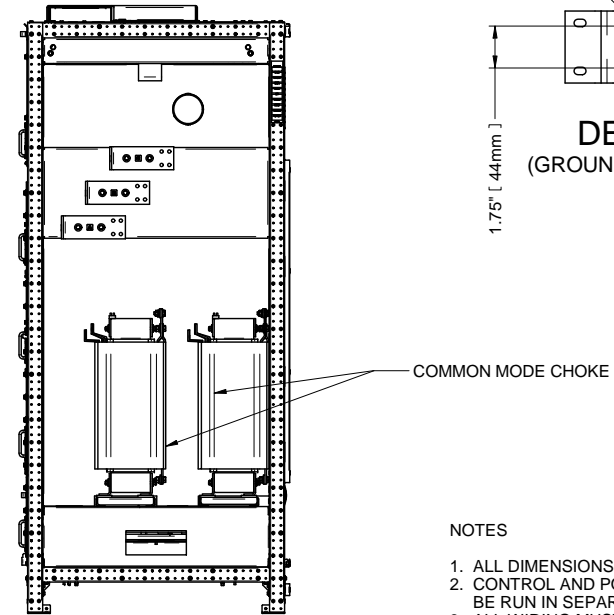 1.75" [ 44mm ]
DE
(GROUN
COMMON MODE CHOKE
NOTES
1. ALL DIMENSIONS
2. CONTROL AND PO
BE RUN IN SEPAR